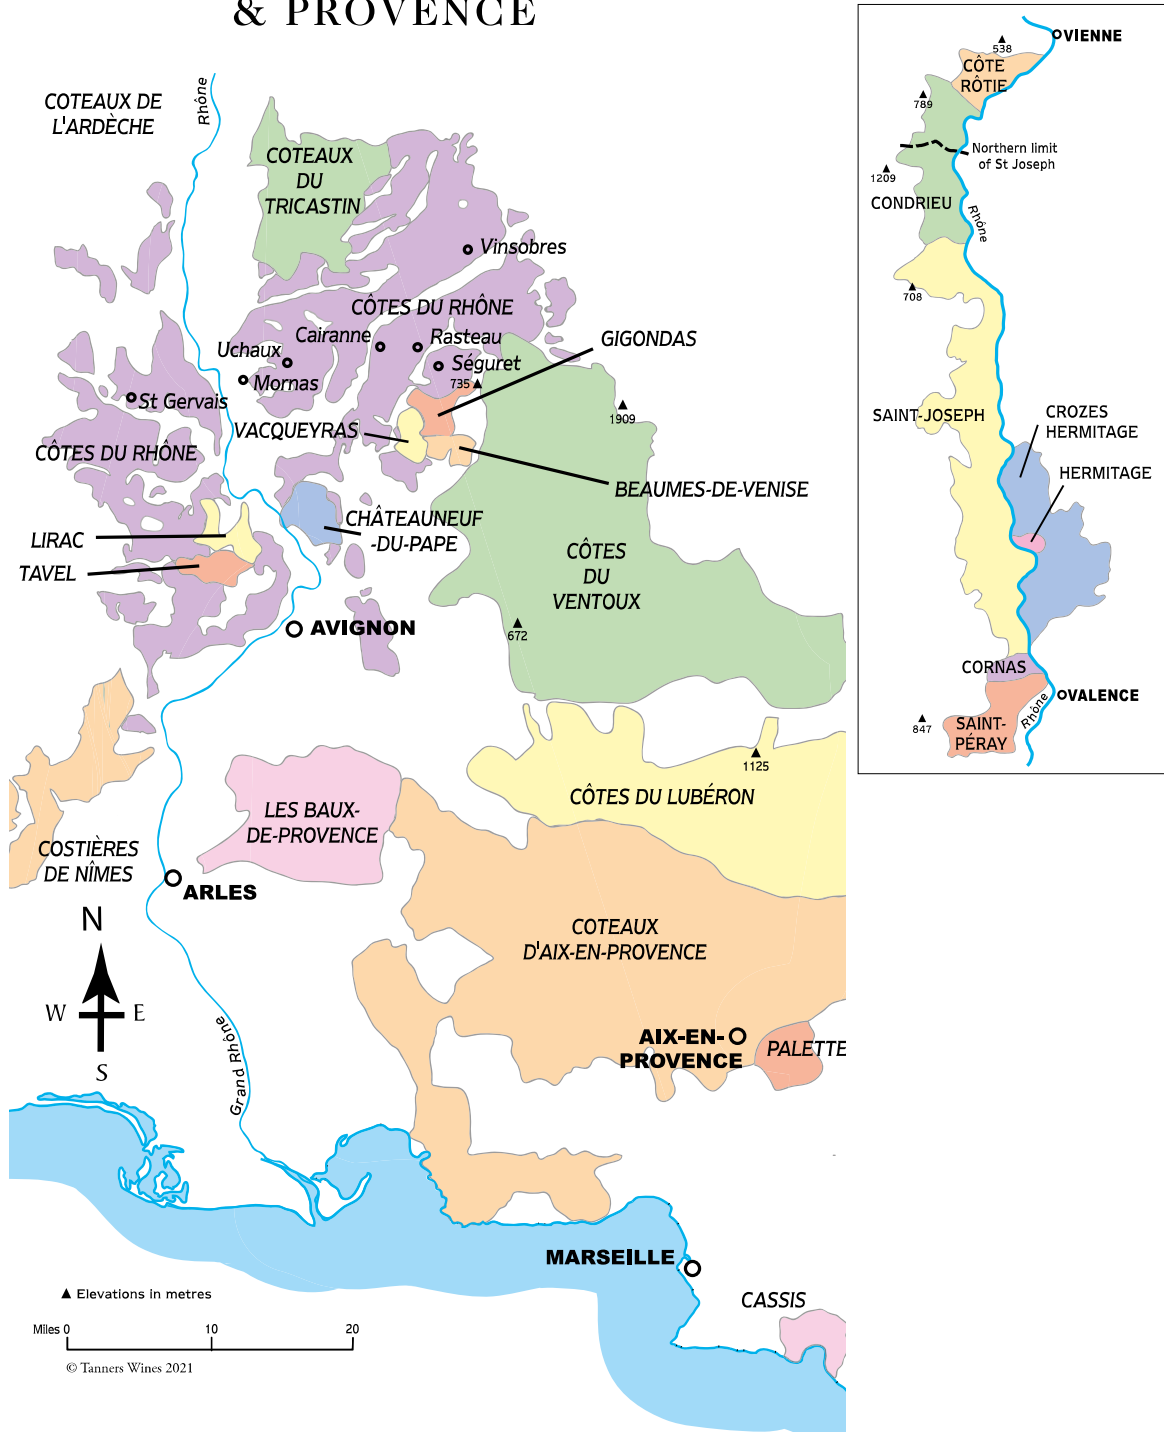 & PROVENCE
COTEAUX DE
L'ARDÈCHE
Rhône
COTEAUX
DU
TRICASTIN
Vinsobres
CÔTES DU RHÔNE
Cairanne
Rasteau
GIGONDAS
Uchaux
Séguret
Mornas
735
St Gervais
1909
VACQUEYRAS
CÔTES DU RHÔNE
BEAUMES-DE-VENISE
CHÂTEAUNEUF
-DU-PAPE
LIRAC
TAVEL
CÔTES
DU
VENTOUX
AVIGNON
672
1125
CÔTES DU LUBÉRON
LES BAUX-
DE-PROVENCE
COSTIÈRES
DE NÎMES
ARLES
COTEAUX
D'AIX-EN-PROVENCE
N
W
E
S
Grand Rhône
AIX-EN-
PROVENCE
PALETTE
MARSEILLE
CASSIS
▲ Elevations in metres
Miles 0
10
20
© Tanners Wines 2021
VIENNE
538
CÔTE
RÔTIE
789
Northern limit
of St Joseph
1209
CONDRIEU
Rhône
708
SAINT-JOSEPH
CROZES
HERMITAGE
HERMITAGE
CORNAS
VALENCE
Rhône
847
SAINT-
PÉRAY